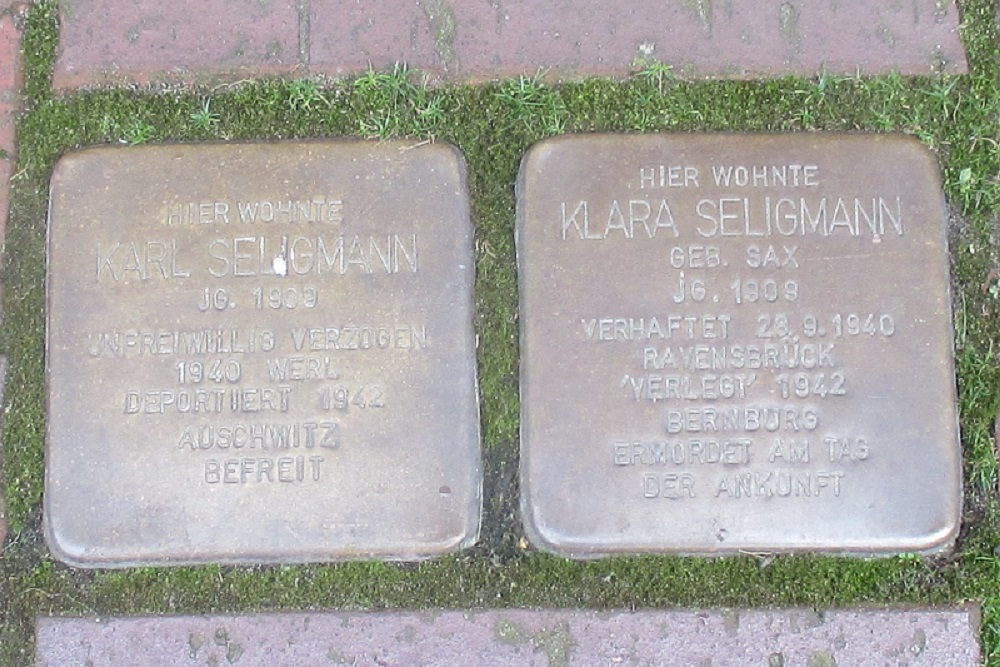 HIER WOHNTE
KARL SELIGMANN
JG. 1909
UNFREIWILLIG VERZOGEN
1940 WERL
DEPORTIERT 1942
AUSCHWITZ
BEFREIT
HIER WOHNTE
KLARA SELIGMANN
GEB. SAX
JG. 1909
VERHAFTET 28.9.1940
RAVENSBRÜCK
'VERLEGT' 1942
BERNBURG
ERMORDET AM TAG
DER ANKUNFT